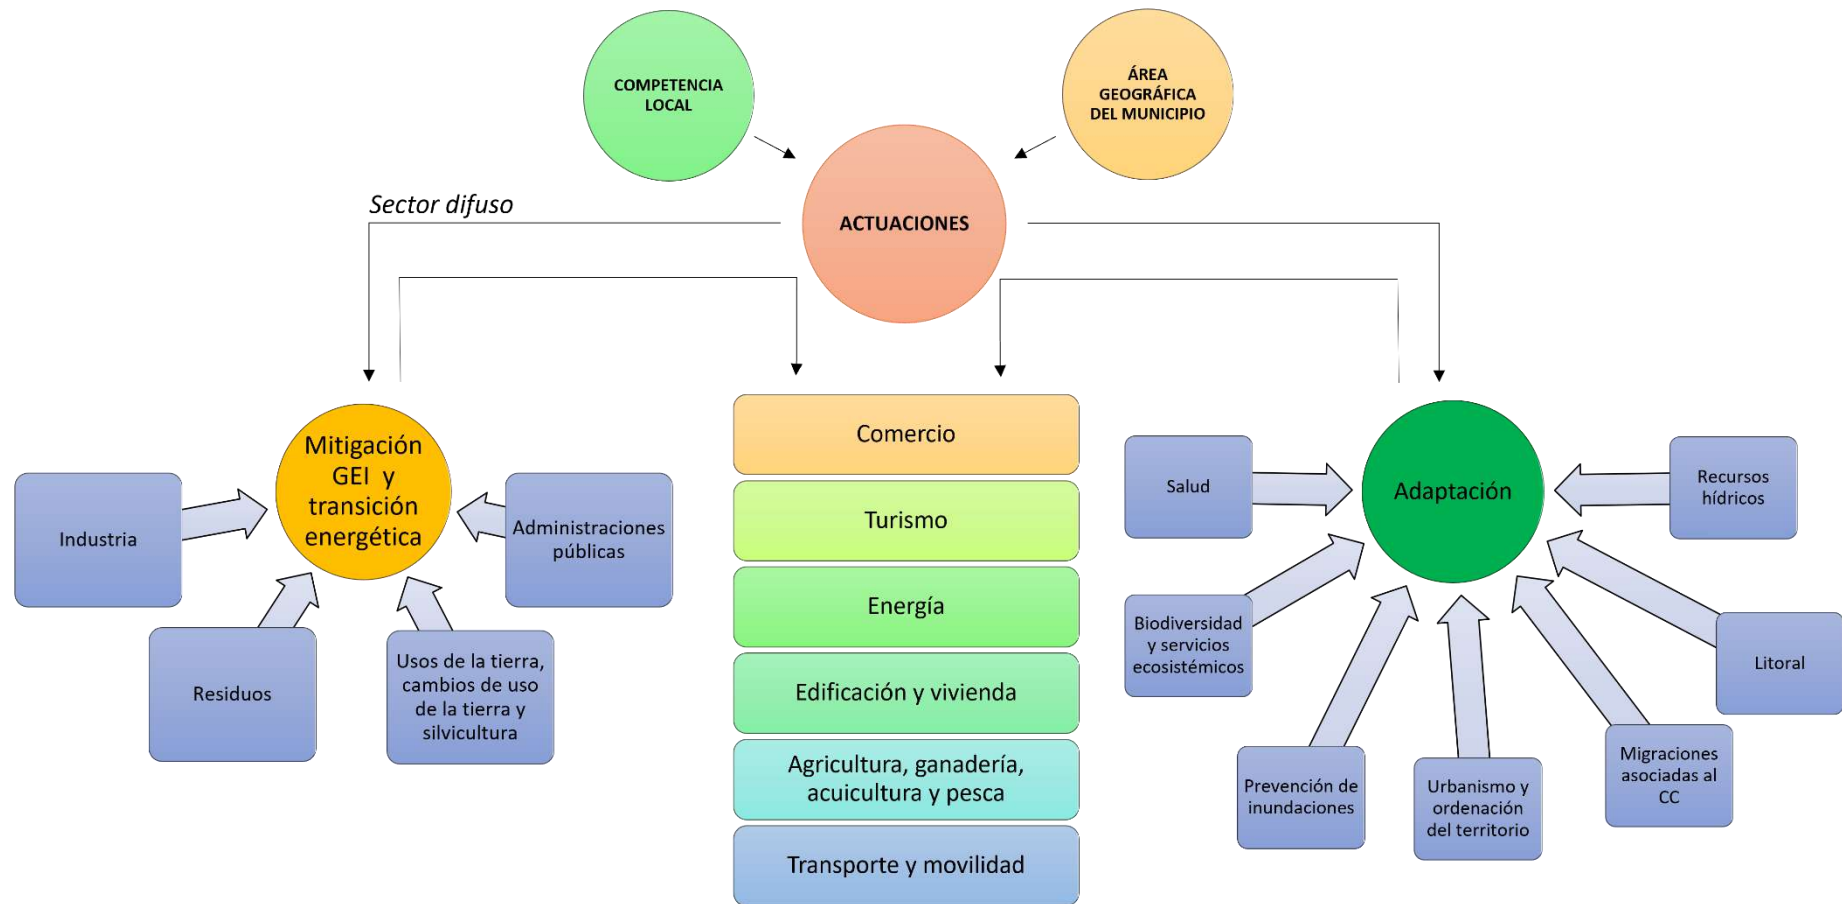 COMPETENCIA
LOCAL
ÁREA
GEOGRÁFICA
DEL MUNICIPIO
Sector difuso
ACTUACIONES
Mitigación
GEI y
transición
energética
Industria
Administraciones
públicas
Residuos
Usos de la tierra,
cambios de uso
de la tierra y
silvicultura
Comercio
Turismo
Energía
Edificación y vivienda
Agricultura, ganadería,
acuicultura y pesca
Transporte y movilidad
Adaptación
Salud
Recursos
hídricos
Biodiversidad
y servicios
ecosistémicos
Litoral
Prevención de
inundaciones
Urbanismo y
ordenación
del territorio
Migraciones
asociadas al
CC